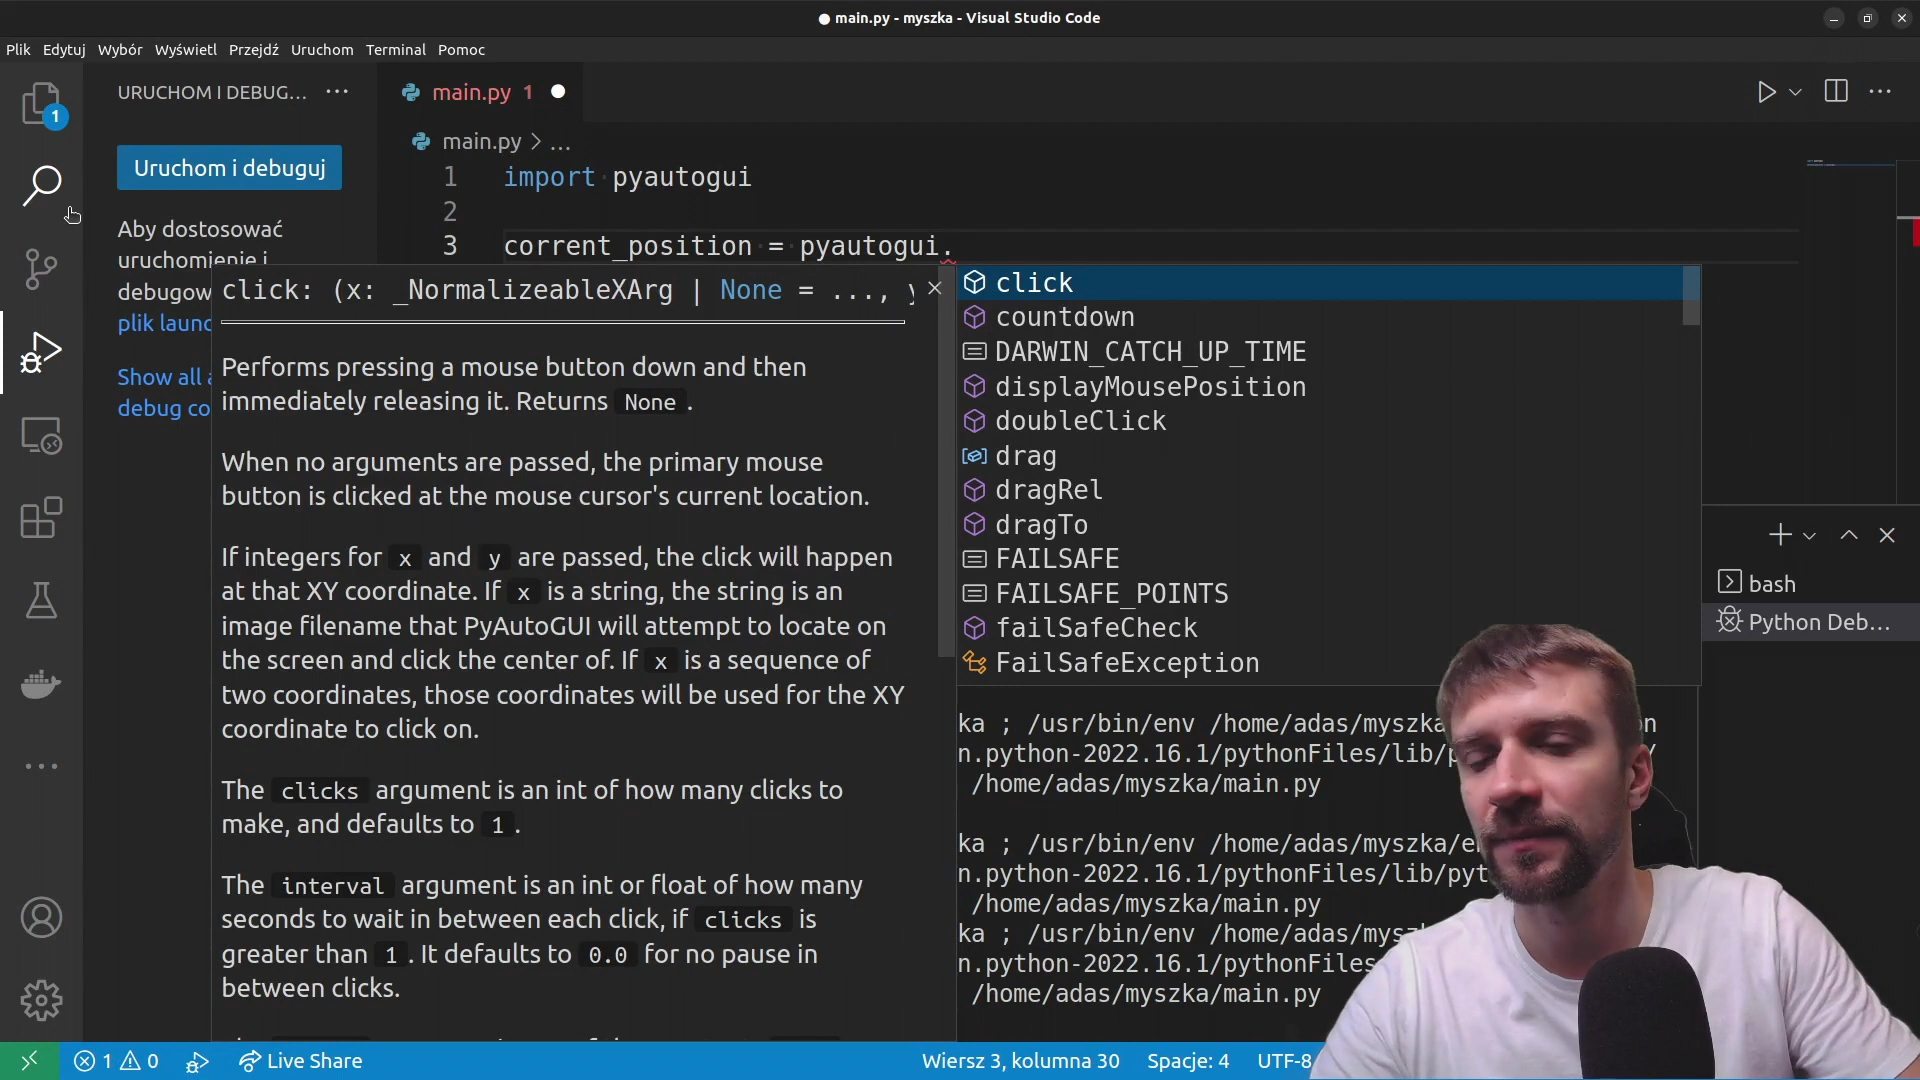 main.py - myszka - Visual Studio Code
Plik Edytuj Wybór Wyświetl Przejdź Uruchom Terminal Pomoc
URUCHOM I DEBUG...
main.py 1
1
Uruchom i debuguj
Aby dostosować
uruchomienie i
debugow
plik launc
Show all a
debug co
main.py > ...
1 import pyautogui
2
3 corrent_position = pyautogui.
click: (x: _NormalizeableXArg | None = ..., y
Performs pressing a mouse button down and then
immediately releasing it. Returns None .
When no arguments are passed, the primary mouse
button is clicked at the mouse cursor's current location.
If integers for x and y are passed, the click will happen
at that XY coordinate. If x is a string, the string is an
image filename that PyAutoGUI will attempt to locate on
the screen and click the center of. If x is a sequence of
two coordinates, those coordinates will be used for the XY
coordinate to click on.
The clicks argument is an int of how many clicks to
make, and defaults to 1 .
The interval argument is an int or float of how many
seconds to wait in between each click, if clicks is
greater than 1 . It defaults to 0.0 for no pause in
between clicks.
click
countdown
DARWIN_CATCH_UP_TIME
displayMousePosition
doubleClick
drag
dragRel
dragTo
FAILSAFE
FAILSAFE_POINTS
failSafeCheck
FailSafeException
bash
Python Deb...
ka ; /usr/bin/env /home/adas/myszka
n.python-2022.16.1/pythonFiles/lib/p
/home/adas/myszka/main.py
ka ; /usr/bin/env /home/adas/myszka/e
n.python-2022.16.1/pythonFiles/lib/pyt
/home/adas/myszka/main.py
ka ; /usr/bin/env /home/adas/mysz
n.python-2022.16.1/pythonFiles
/home/adas/myszka/main.py
1 0 Live Share Wiersz 3, kolumna 30 Spacje: 4 UTF-8